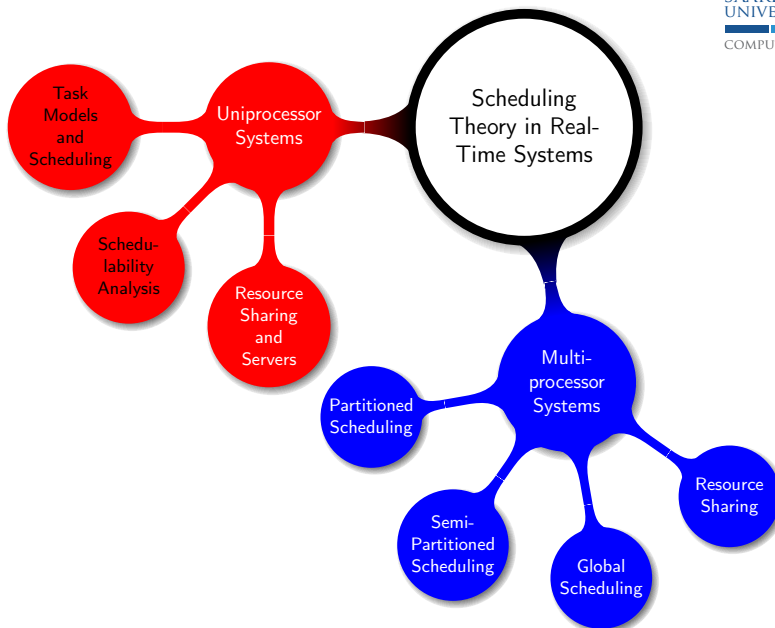 UNIVE
COMPU
Scheduling
Theory in Real-
Time Systems
Uniprocessor
Systems
Task
Models
and
Scheduling
Schedu-
lability
Analysis
Resource
Sharing
and
Servers
Multi-
processor
Systems
Partitioned
Scheduling
Semi-
Partitioned
Scheduling
Global
Scheduling
Resource
Sharing